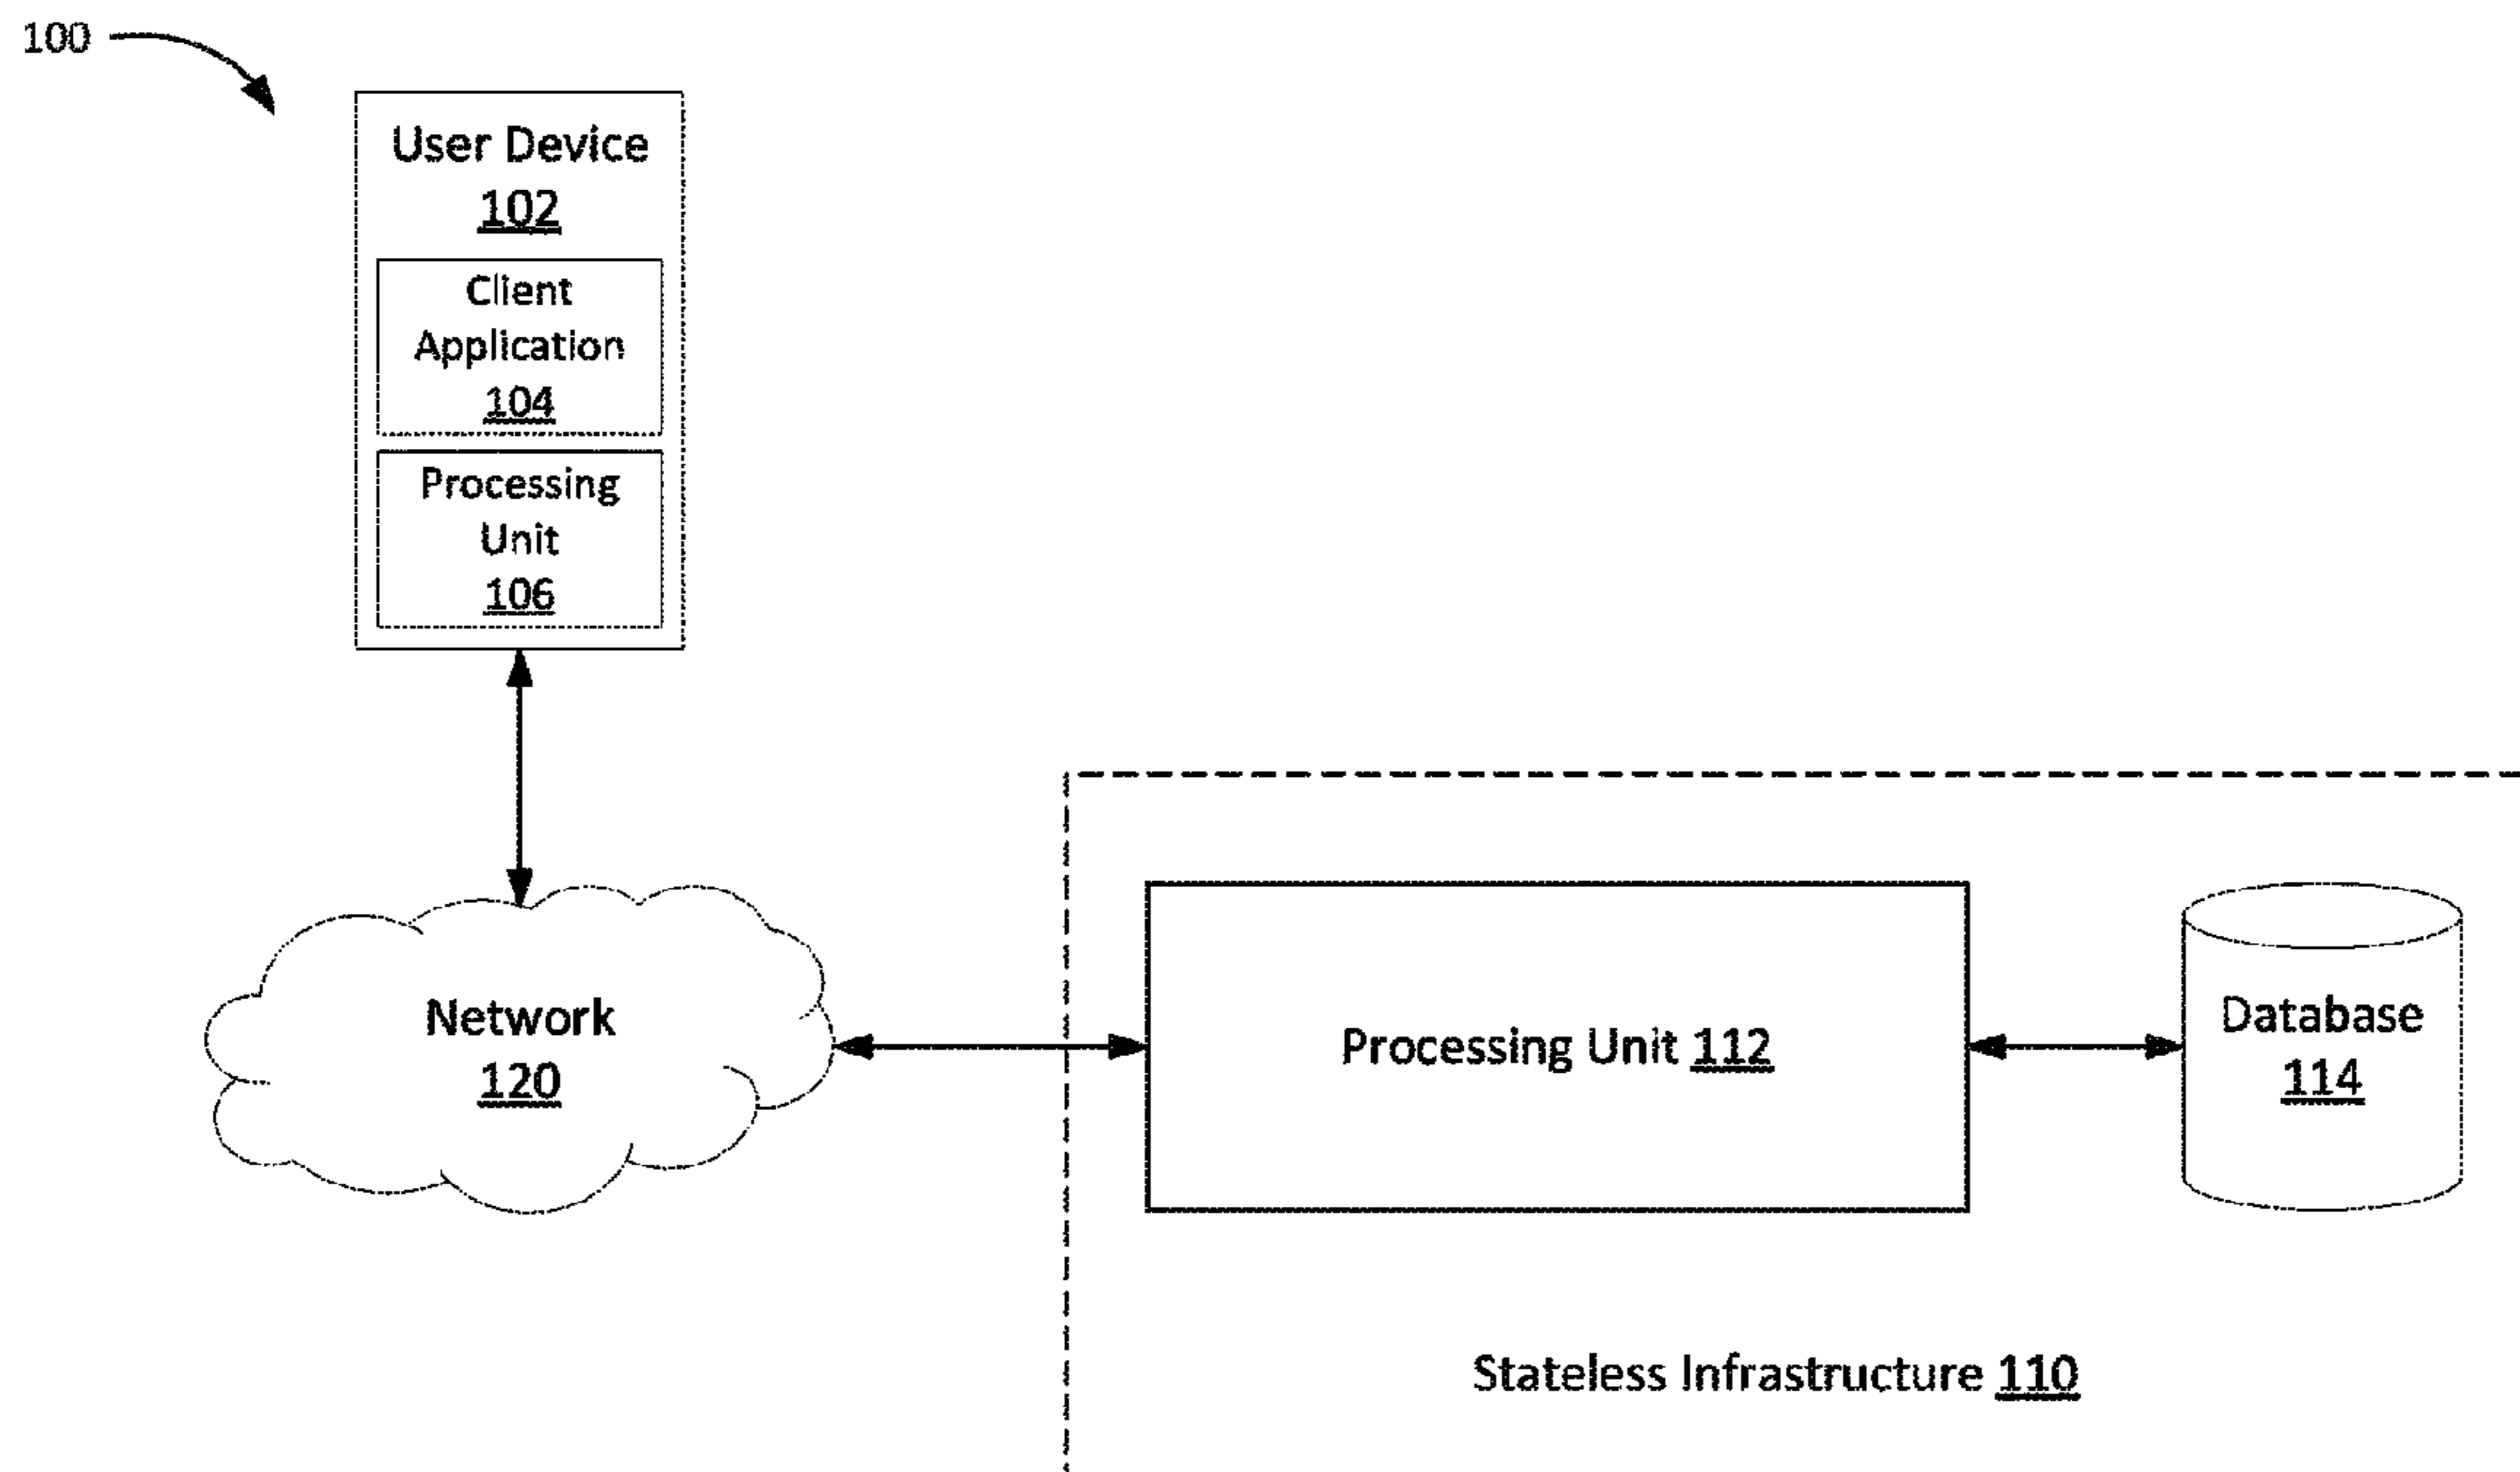 100
User Device
102
Client
Application
104
Processing
Unit
106
Network
120
Processing Unit 112
Database
114
Stateless Infrastructure 110